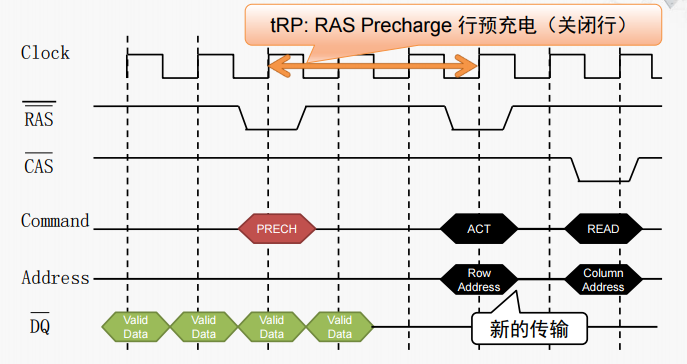 tRP: RAS Precharge 行预充电（关闭行）
Clock
RAS
CAS
Command
PRECH
ACT
READ
Address
Row
Address
Column
Address
DQ
Valid
Data
Valid
Data
Valid
Data
Valid
Data
新的传输